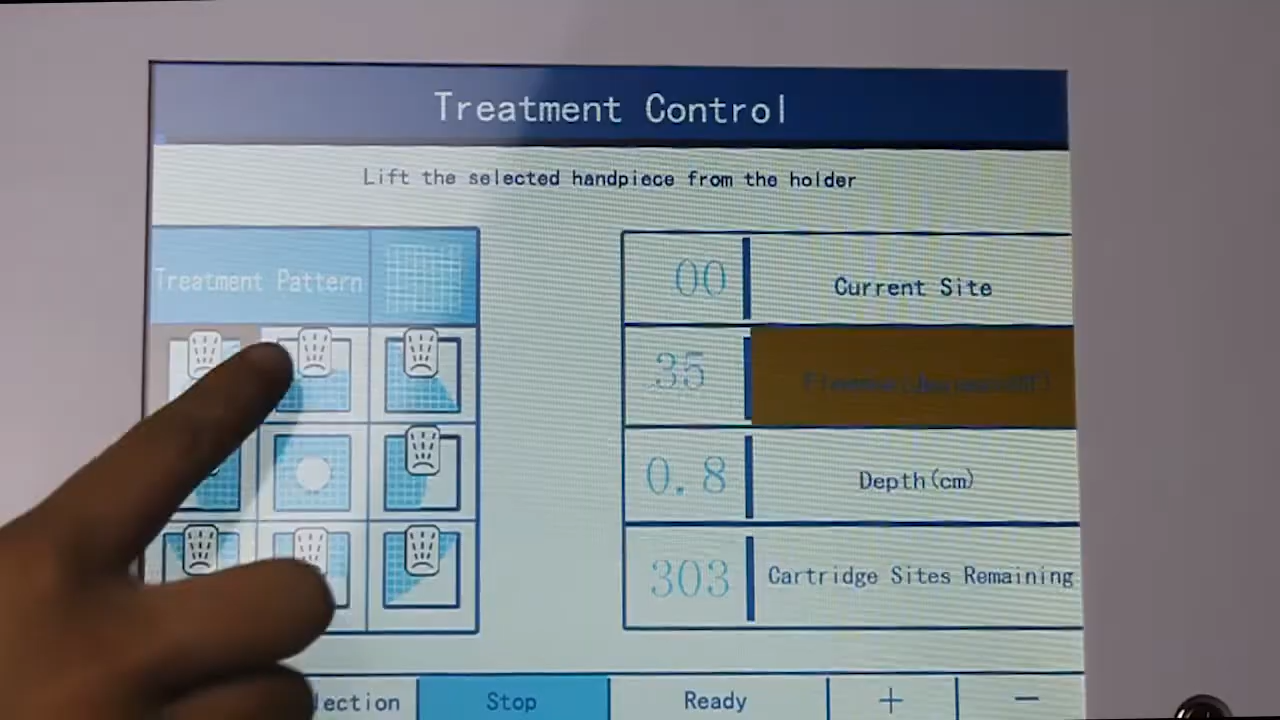 Treatment Control
Lift the selected handpiece from the holder
Treatment Pattern
00 Current Site
35
0.8 Depth(cm)
303 Cartridge Sites Remaining
Stop Ready + -